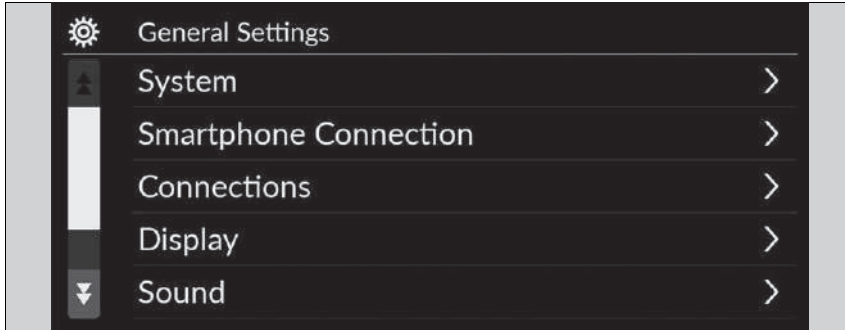 General Settings
System
Smartphone Connection
Connections
Display
Sound